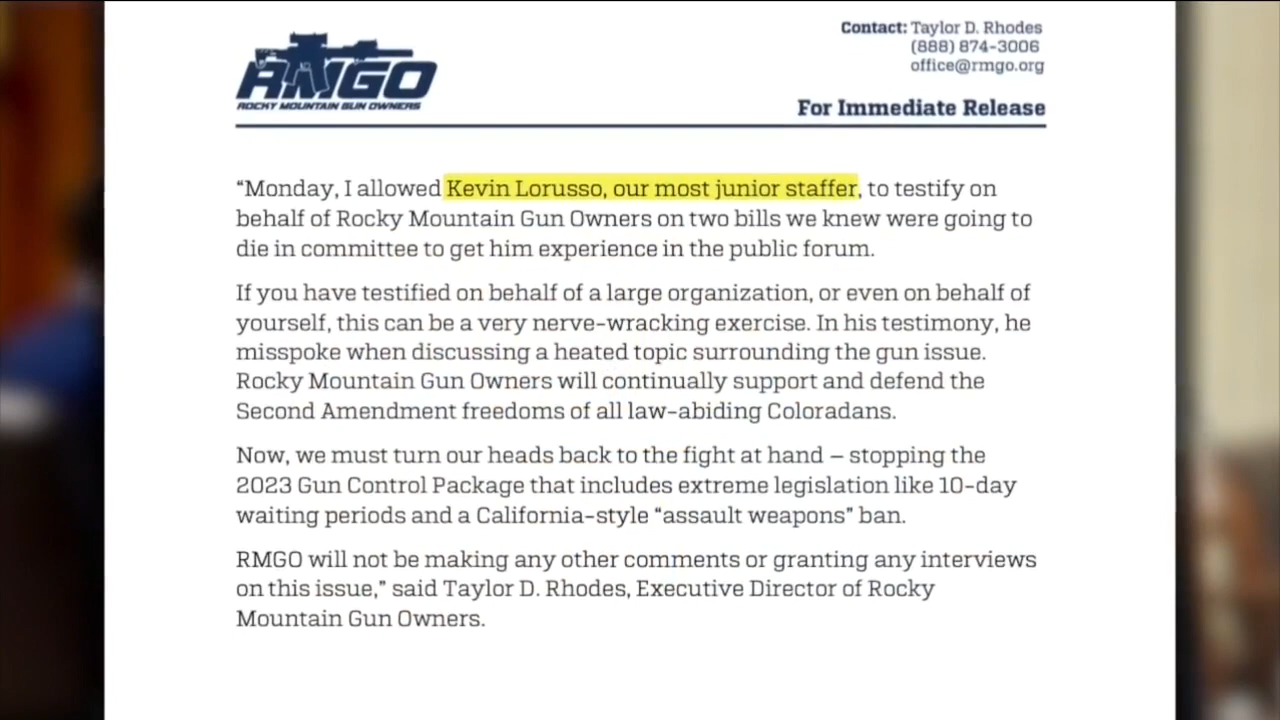 RMGO
ROCKY MOUNTAIN GUN OWNERS
Contact: Taylor D. Rhodes
(888) 874-3006
office@rmgo.org
For Immediate Release
“Monday, I allowed Kevin Lorusso, our most junior staffer, to testify on
behalf of Rocky Mountain Gun Owners on two bills we knew were going to
die in committee to get him experience in the public forum.
If you have testified on behalf of a large organization, or even on behalf of
yourself, this can be a very nerve-wracking exercise. In his testimony, he
misspoke when discussing a heated topic surrounding the gun issue.
Rocky Mountain Gun Owners will continually support and defend the
Second Amendment freedoms of all law-abiding Coloradans.
Now, we must turn our heads back to the fight at hand – stopping the
2023 Gun Control Package that includes extreme legislation like 10-day
waiting periods and a California-style “assault weapons” ban.
RMGO will not be making any other comments or granting any interviews
on this issue,” said Taylor D. Rhodes, Executive Director of Rocky
Mountain Gun Owners.